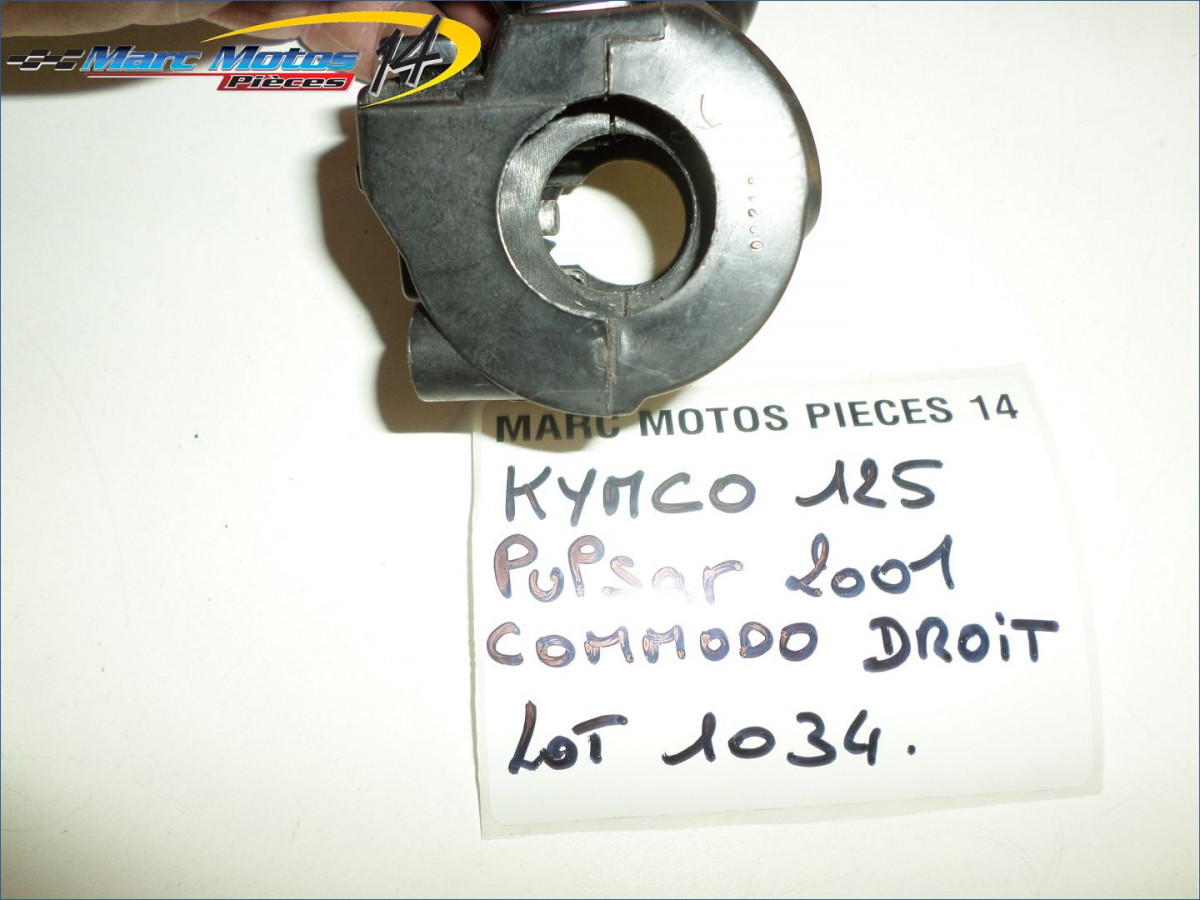 Marc Motos 14
Pièces
MARC MOTOS PIECES 14
KYMCO 125
PUPSar 2001
COMMODO DROIT
LOT 1034.